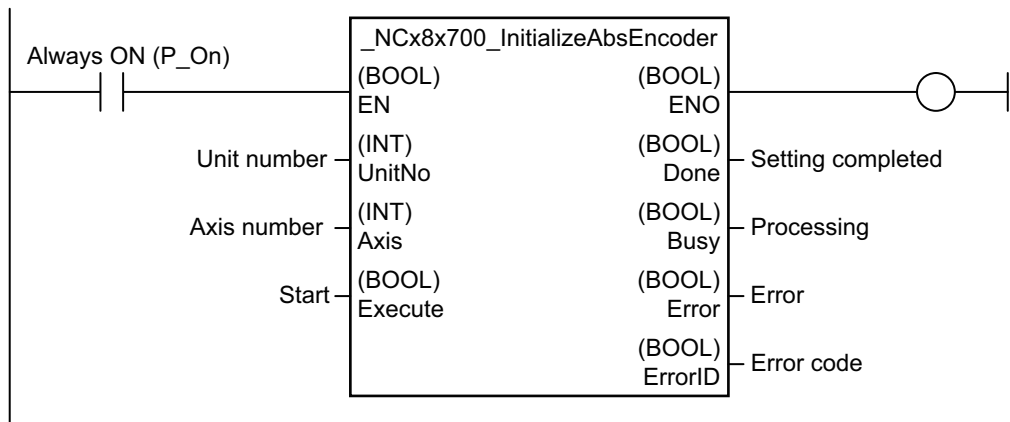 _NCx8x700_InitializeAbsEncoder
Always ON (P_On)
(BOOL) (BOOL)
EN ENO
(INT) (BOOL)
Unit number UnitNo Done Setting completed
(INT) (BOOL)
Axis number Axis Busy Processing
(BOOL) (BOOL)
Start Execute Error Error
(BOOL)
ErrorID Error code